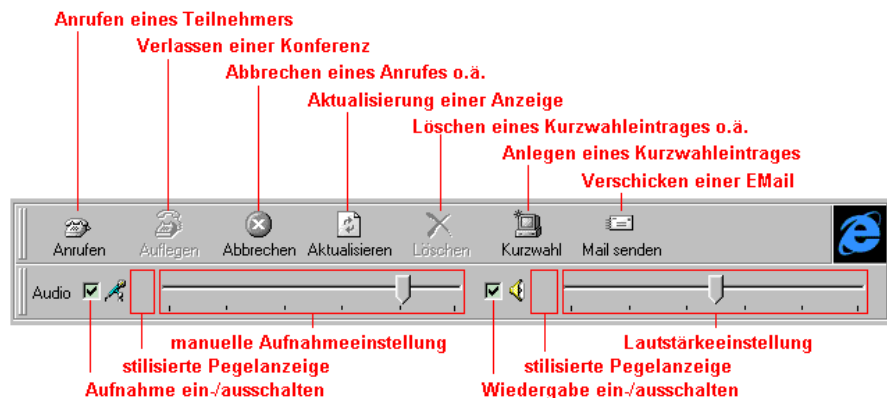 Anrufen eines Teilnehmers
Verlassen einer Konferenz
Abbrechen eines Anrufes o.ä.
Aktualisierung einer Anzeige
Löschen eines Kurzwahleintrages o.ä.
Anlegen eines Kurzwahleintrages
Verschicken einer EMail
Anrufen Auflegen Abbrechen Aktualisieren Löschen Kurzwahl Mail senden
Audio
manuelle Aufnahmeeinstellung Lautstärkeeinstellung
stilisierte Pegelanzeige stilisierte Pegelanzeige
Aufnahme ein-/ausschalten Wiedergabe ein-/ausschalten